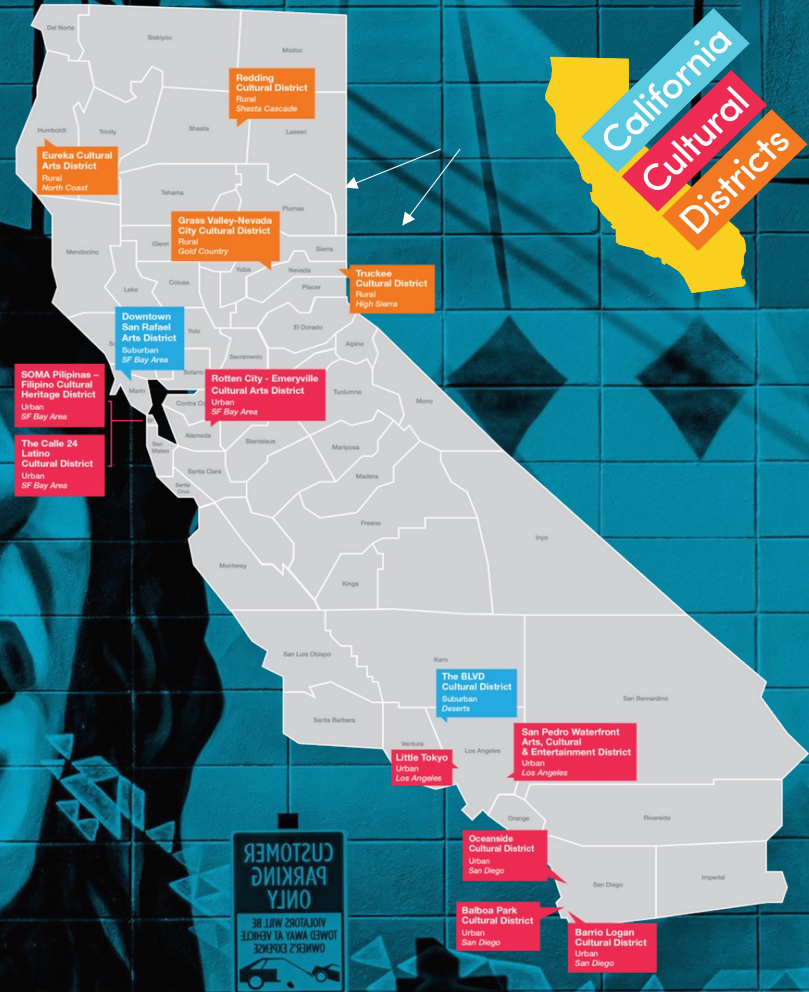 California
Cultural
Districts
Del Norte
Siskiyou
Modoc
Redding
Cultural District
Rural
Shasta Cascade
Humboldt
Trinity
Shasta
Lassen
Eureka Cultural
Arts District
Rural
North Coast
Tehama
Plumas
Grass Valley-Nevada
City Cultural District
Rural
Gold Country
Mendocino
Glenn
Sierra
Yuba
Nevada
Truckee
Cultural District
Rural
High Sierra
Lake
Colusa
Placer
Downtown
San Rafael
Arts District
Suburban
SF Bay Area
Yolo
El Dorado
Alpine
Sacramento
Solano
SOMA Pilipinas –
Filipino Cultural
Heritage District
Urban
SF Bay Area
Marin
Rotten City - Emeryville
Cultural Arts District
Urban
SF Bay Area
Contra Co
Tuolumne
Mono
The Calle 24
Latino
Cultural District
Urban
SF Bay Area
San
Mateo
Alameda
Stanislaus
Mariposa
Santa Clara
Santa
Cruz
Madera
Fresno
Inyo
Monterey
Kings
San Luis Obispo
Kern
The BLVD
Cultural District
Suburban
Deserts
San Bernardino
Santa Barbara
Ventura
Los Angeles
Little Tokyo
Urban
Los Angeles
San Pedro Waterfront
Arts, Cultural
& Entertainment District
Urban
Los Angeles
Orange
Riverside
Oceanside
Cultural District
Urban
San Diego
San Diego
Imperial
Balboa Park
Cultural District
Urban
San Diego
Barrio Logan
Cultural District
Urban
San Diego
CUSTOMER
PARKING
ONLY
VIOLATORS WILL BE
TOWED AWAY AT VEHICLE
OWNER'S EXPENSE